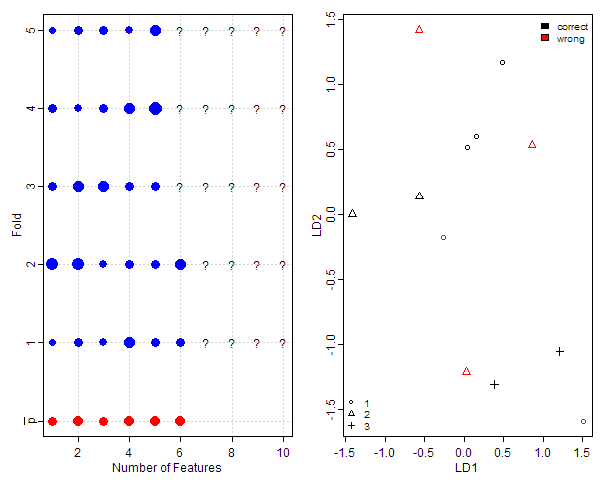 5 ? ? ? ? ?
4 ? ? ? ? ?
3 ? ? ? ? ?
2 ? ? ? ?
1 ? ? ? ?
p
Fold
2 4 6 8 10
Number of Features
correct
wrong
1.5
1.0
0.5
0.0
-0.5
-1.0
-1.5
LD2
1
2
3
-1.5 -1.0 -0.5 0.0 0.5 1.0 1.5
LD1